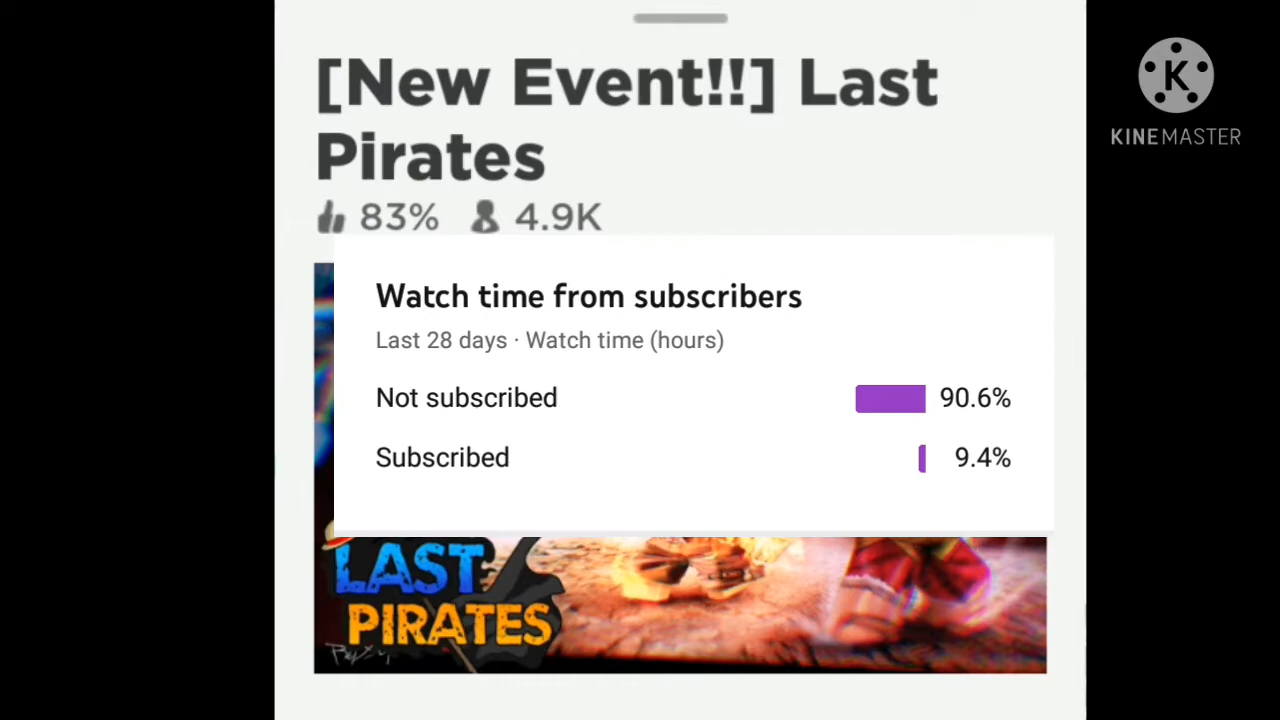 [New Event!!] Last
Pirates
83% 4.9K
KINEMASTER
Watch time from subscribers
Last 28 days · Watch time (hours)
Not subscribed 90.6%
Subscribed 9.4%
LAST
PIRATES